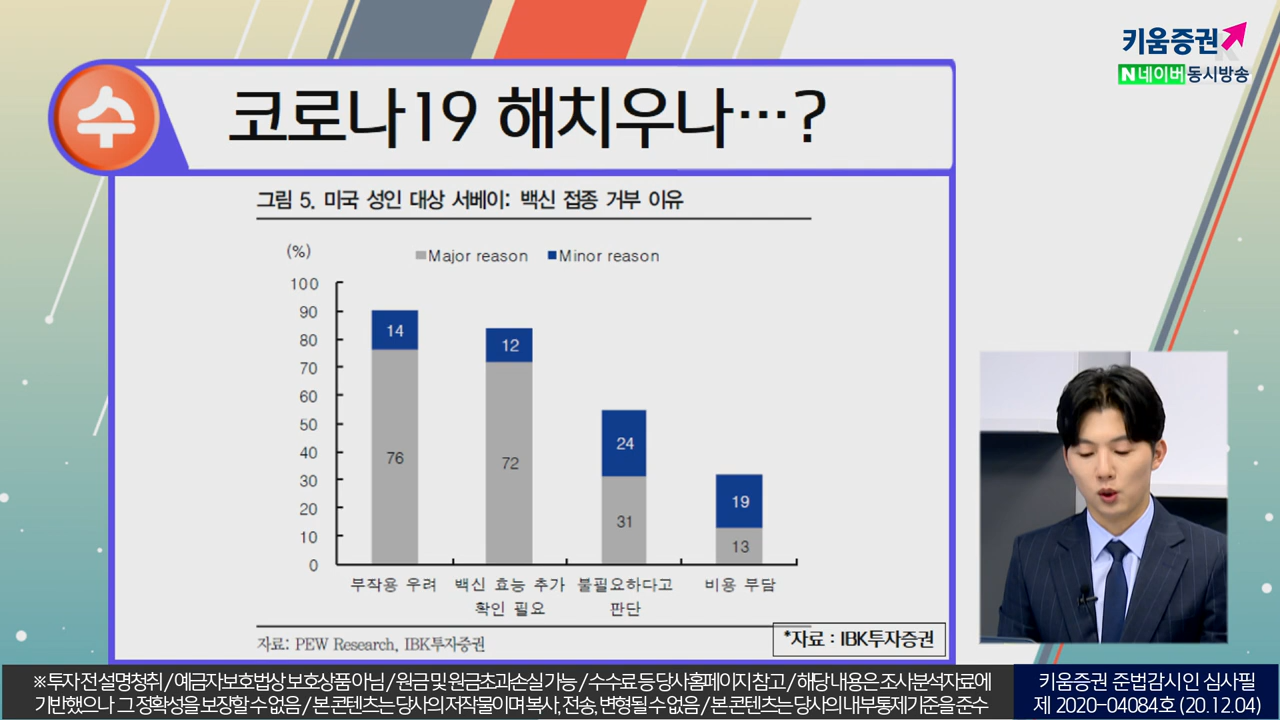 키움증권
N 네이버 동시방송
수
코로나19 해치우나…?
그림 5. 미국 성인 대상 서베이: 백신 접종 거부 이유
(%)
Major reason
Minor reason
100
90
80
70
60
50
40
30
20
10
0
14
76
12
72
24
31
19
13
부작용 우려
백신 효능 추가
확인 필요
불필요하다고
판단
비용 부담
자료: PEW Research, IBK투자증권
*자료 : IBK투자증권
※ 투자 전 설명청취 / 예금자보호법상 보호상품 아님 / 원금 및 원금초과손실 가능 / 수수료 등 당사홈페이지 참고 / 해당 내용은 조사분석자료에
기반했으나 그 정확성을 보장할 수 없음 / 본 콘텐츠는 당사의 저작물이며 복사, 전송, 변형될 수 없음 / 본 콘텐츠는 당사의 내부통제기준을 준수
키움증권 준법감시인 심사필
제 2020-04084호 (20.12.04)